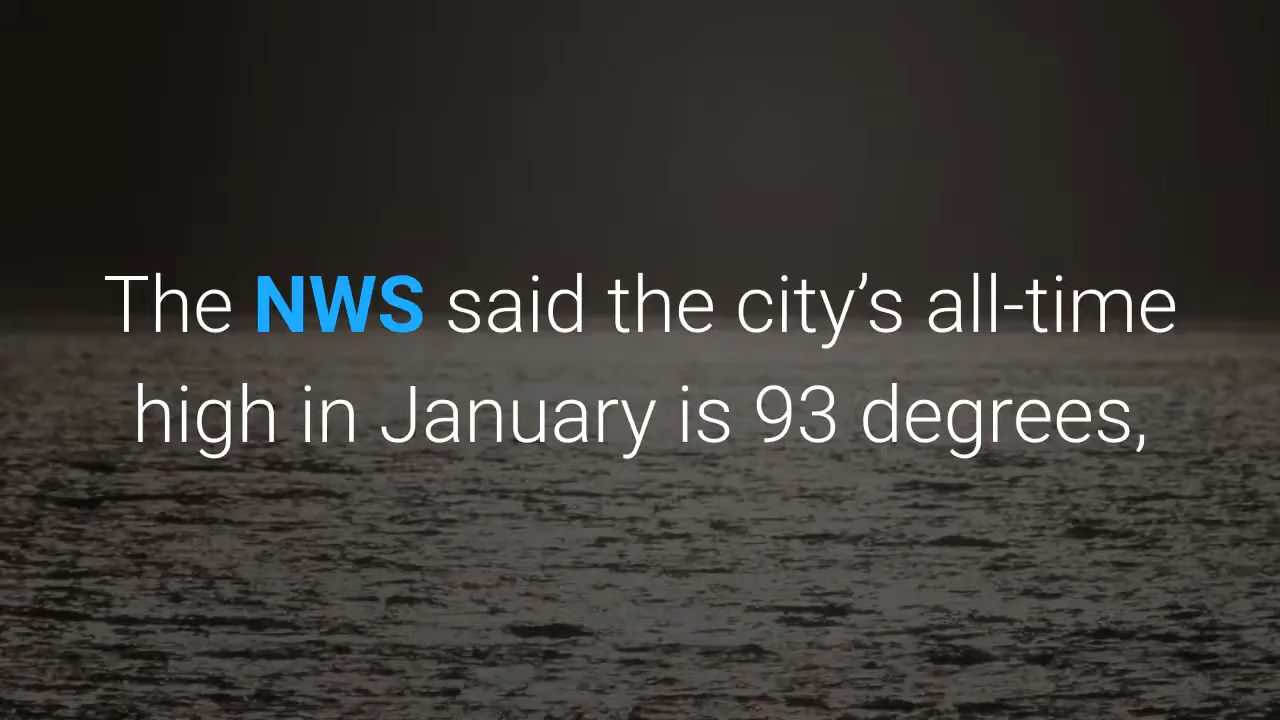 The NWS said the city’s all-time
high in January is 93 degrees,